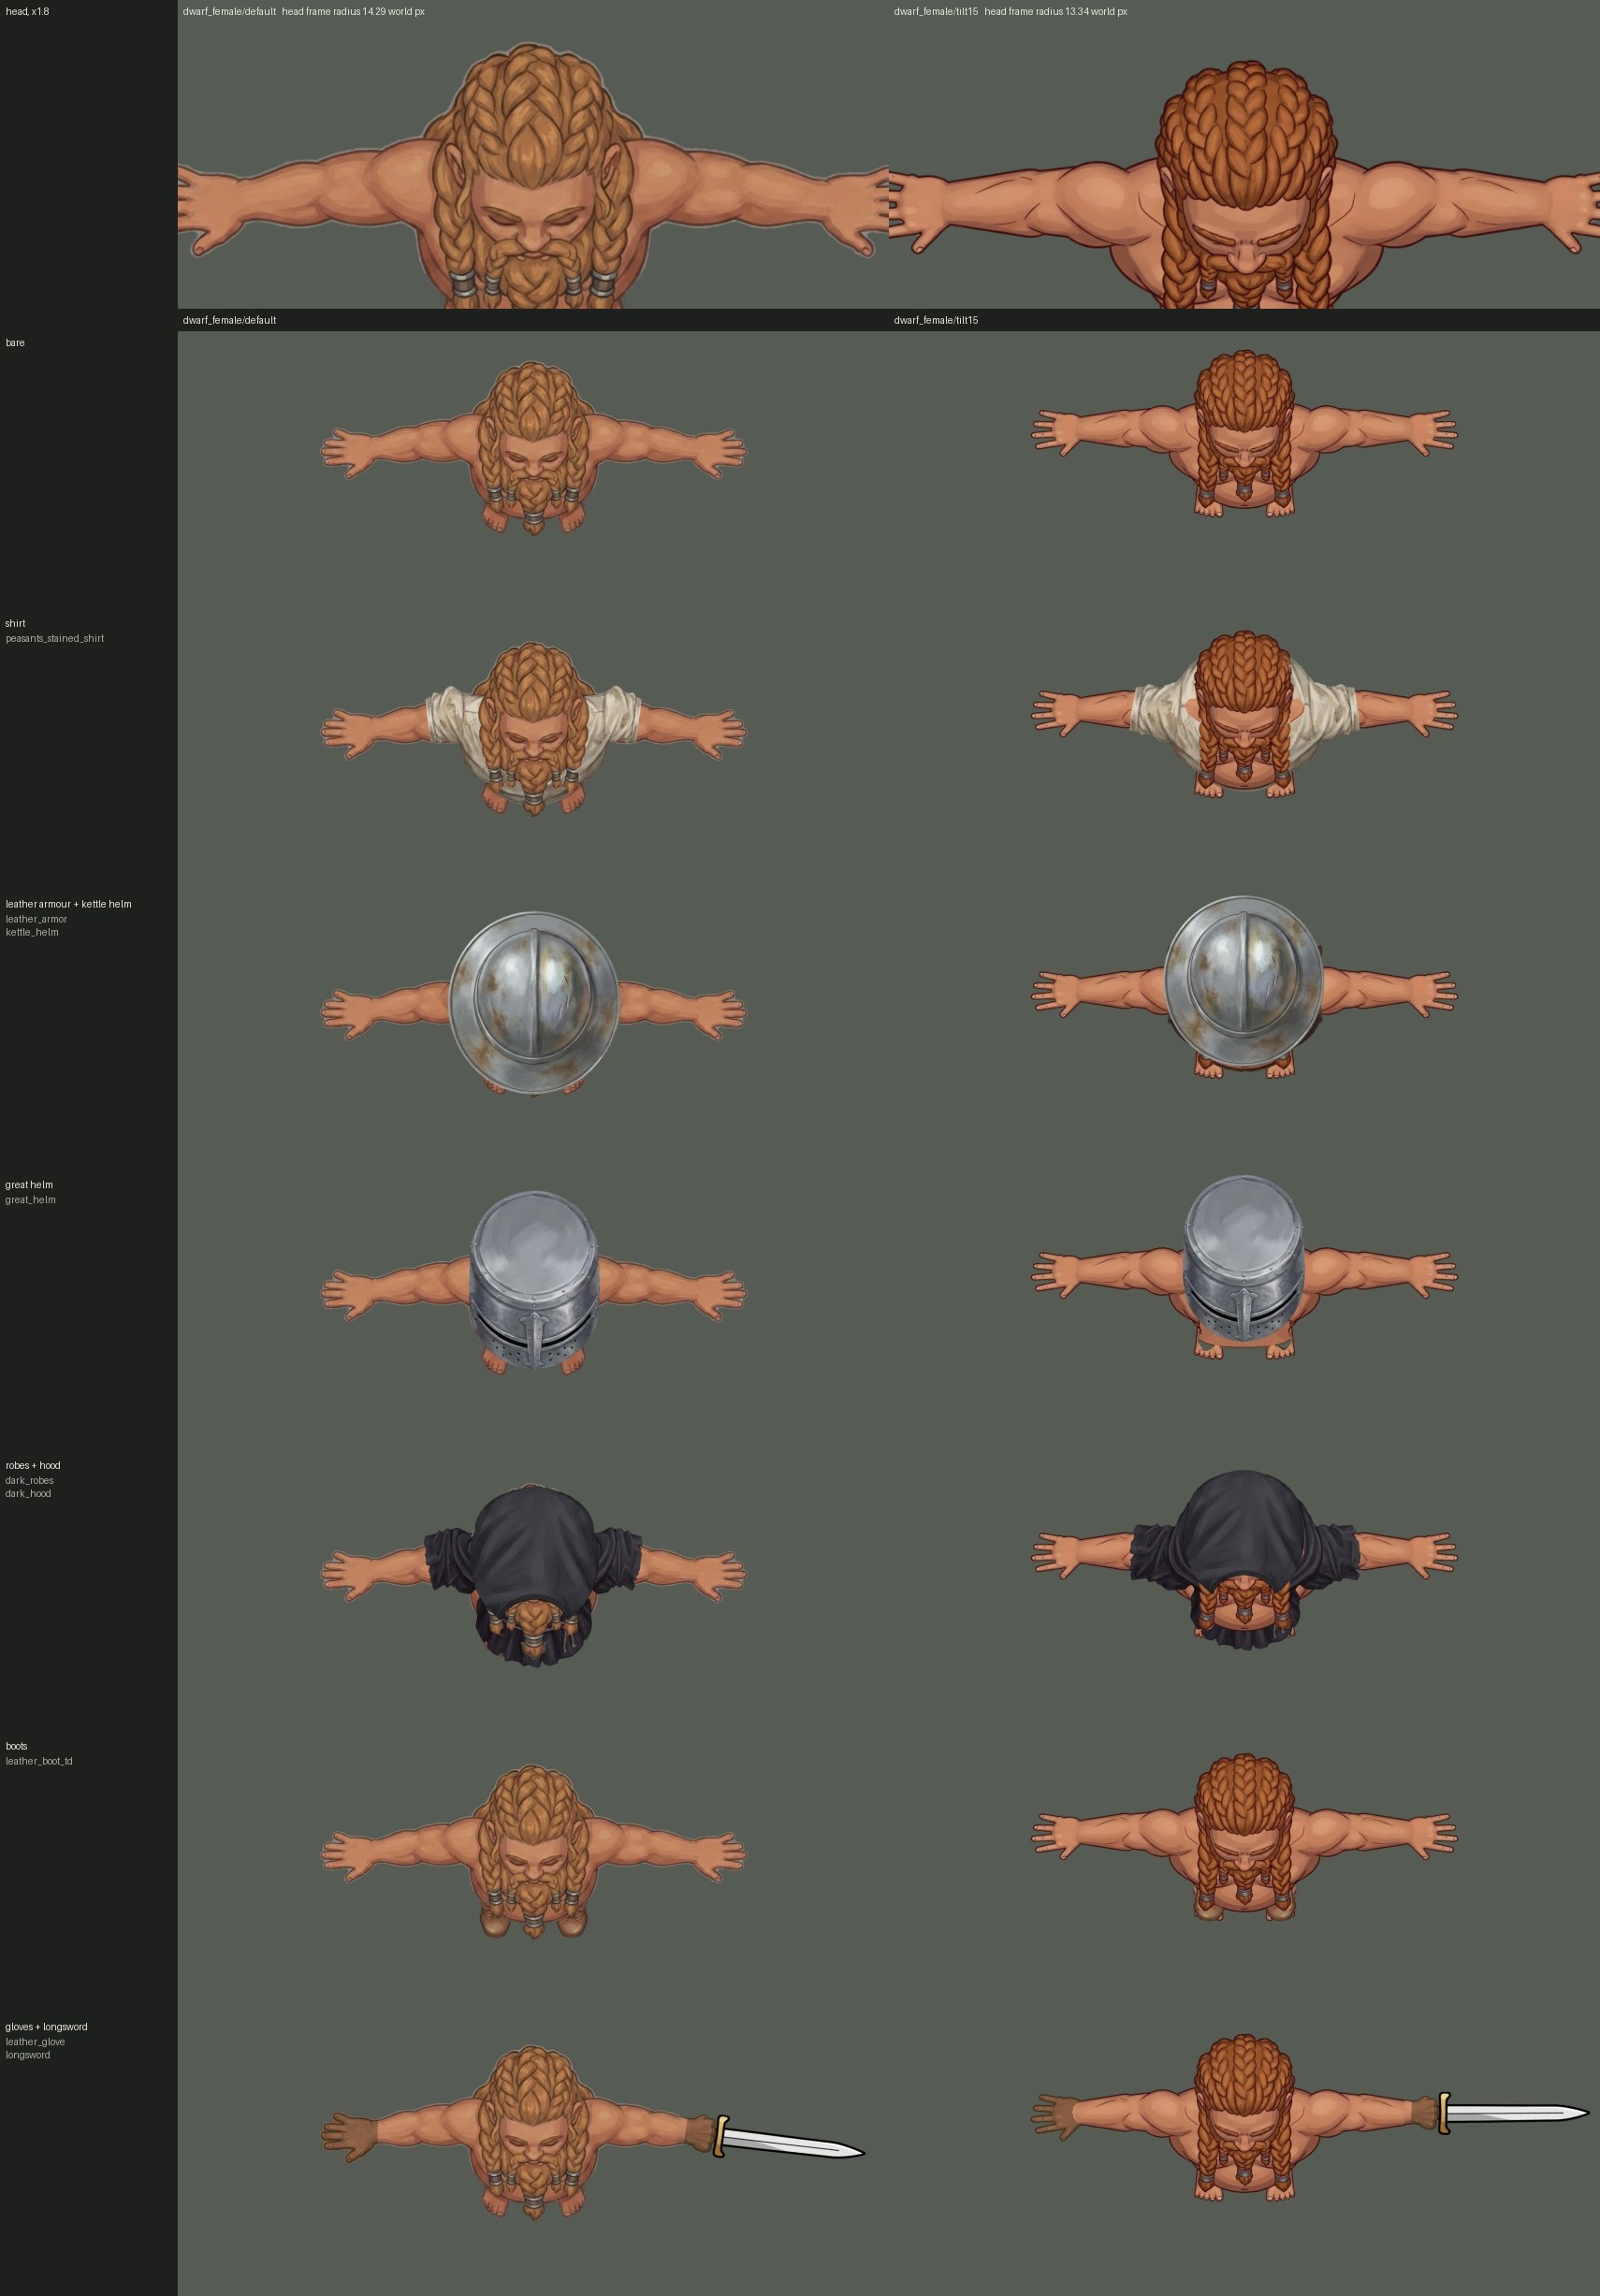 head, x1.8
dwarf_female/default head frame radius 14.29 world px
dwarf_female/tilt15 head frame radius 13.34 world px
dwarf_female/default
dwarf_female/tilt15
bare
shirt
peasants_stained_shirt
leather armour + kettle helm
leather_armor
kettle_helm
great helm
great_helm
robes + hood
dark_robes
dark_hood
boots
leather_boot_td
gloves + longsword
leather_glove
longsword